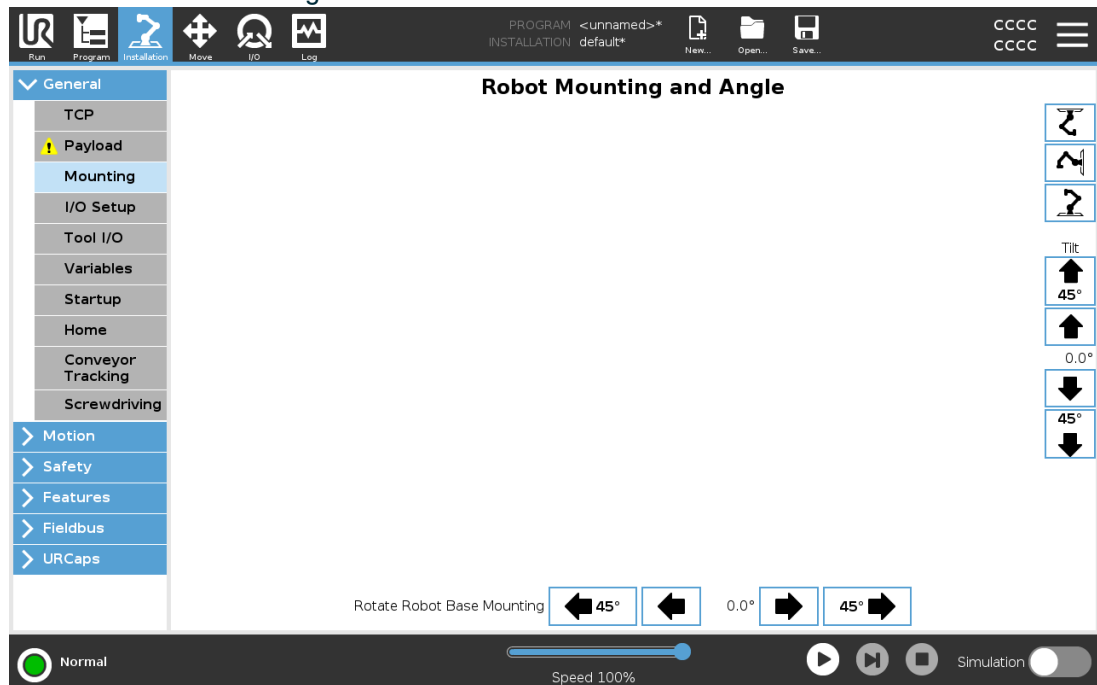 PROGRAM <unnamed>*
INSTALLATION default*
CCCC
CCCC
Run Program Installation Move I/O Log New... Open... Save...
General
Robot Mounting and Angle
TCP
Payload
Mounting
I/O Setup
Tool I/O
Variables
Startup
Home
Conveyor
Tracking
Screwdriving
Motion
Safety
Features
Fieldbus
URCaps
Tilt
45°
0.0°
45°
Rotate Robot Base Mounting 45° 0.0° 45°
Normal
Speed 100%
Simulation